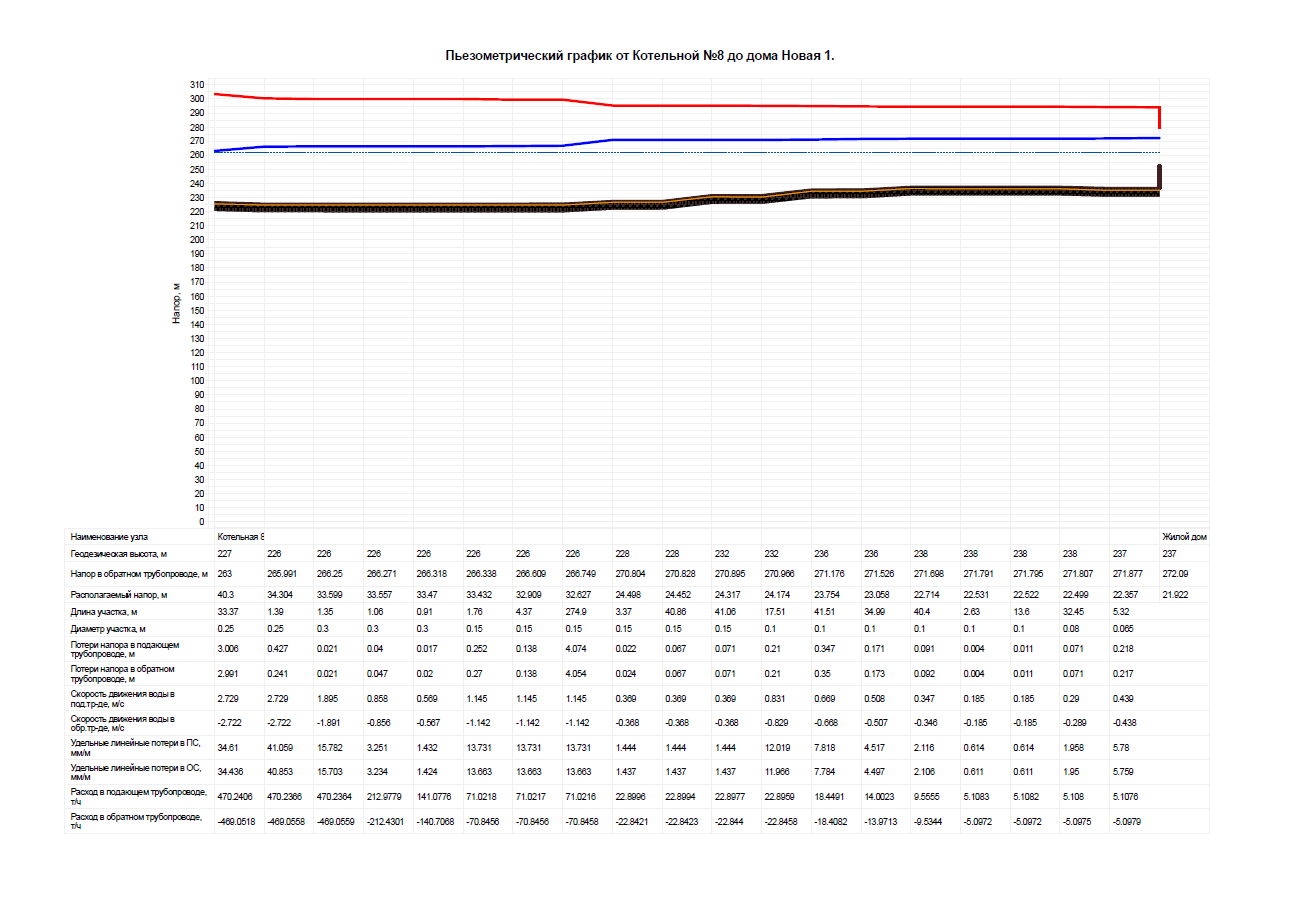 Пьезометрический график от Котельной №8 до дома Новая 1.
310
300
290
280
270
260
250
240
230
220
210
200
190
180
170
160
150
140
130
120
110
100
90
80
70
60
50
40
30
20
10
0
Напор, м
Наименование узла Котельная 8 Жилой дом
Геодезическая высота, м 227 226 226 226 226 226 226 226 228 228 232 232 236 236 238 238 238 238 237 237
Напор в обратном трубопроводе, м 263 265.991 266.25 266.271 266.318 266.338 266.609 266.749 270.804 270.828 270.895 270.966 271.176 271.526 271.698 271.791 271.795 271.807 271.877 272.09
Располагаемый напор, м 40.3 34.304 33.599 33.557 33.47 33.432 32.909 32.627 24.498 24.452 24.317 24.174 23.754 23.058 22.714 22.531 22.522 22.499 22.357 21.922
Длина участка, м 33.37 1.39 1.35 1.06 0.91 1.76 4.37 274.9 3.37 40.86 41.06 17.51 41.51 34.99 40.4 2.63 13.6 32.45 5.32
Диаметр участка, м 0.25 0.25 0.3 0.3 0.3 0.15 0.15 0.15 0.15 0.15 0.15 0.1 0.1 0.1 0.1 0.1 0.1 0.08 0.065
Потери напора в подающем
трубопроводе, м 3.006 0.427 0.021 0.04 0.017 0.252 0.138 4.074 0.022 0.067 0.071 0.21 0.347 0.171 0.091 0.004 0.011 0.071 0.218
Потери напора в обратном
трубопроводе, м 2.991 0.241 0.021 0.047 0.02 0.27 0.138 4.054 0.024 0.067 0.071 0.21 0.35 0.173 0.092 0.004 0.011 0.071 0.217
Скорость движения воды в
под.тр-де, м/с 2.729 2.729 1.895 0.858 0.569 1.145 1.145 1.145 0.369 0.369 0.369 0.831 0.669 0.508 0.347 0.185 0.185 0.29 0.439
Скорость движения воды в
обр.тр-де, м/с -2.722 -2.722 -1.891 -0.856 -0.567 -1.142 -1.142 -1.142 -0.368 -0.368 -0.368 -0.829 -0.668 -0.507 -0.346 -0.185 -0.185 -0.289 -0.438
Удельные линейные потери в ПС,
мм/м 34.61 41.059 15.782 3.251 1.432 13.731 13.731 13.731 1.444 1.444 1.444 12.019 7.818 4.517 2.116 0.614 0.614 1.958 5.78
Удельные линейные потери в ОС,
мм/м 34.436 40.853 15.703 3.234 1.424 13.663 13.663 13.663 1.437 1.437 1.437 11.966 7.784 4.497 2.106 0.611 0.611 1.95 5.759
Расход в подающем трубопроводе,
т/ч 470.2406 470.2366 470.2364 212.9779 141.0776 71.0218 71.0217 71.0216 22.8996 22.8994 22.8977 22.8959 18.4491 14.0023 9.5555 5.1083 5.1082 5.108 5.1076
Расход в обратном трубопроводе,
т/ч -469.0518 -469.0558 -469.0559 -212.4301 -140.7068 -70.8456 -70.8456 -70.8458 -22.8421 -22.8423 -22.844 -22.8458 -18.4082 -13.9713 -9.5344 -5.0972 -5.0972 -5.0975 -5.0979